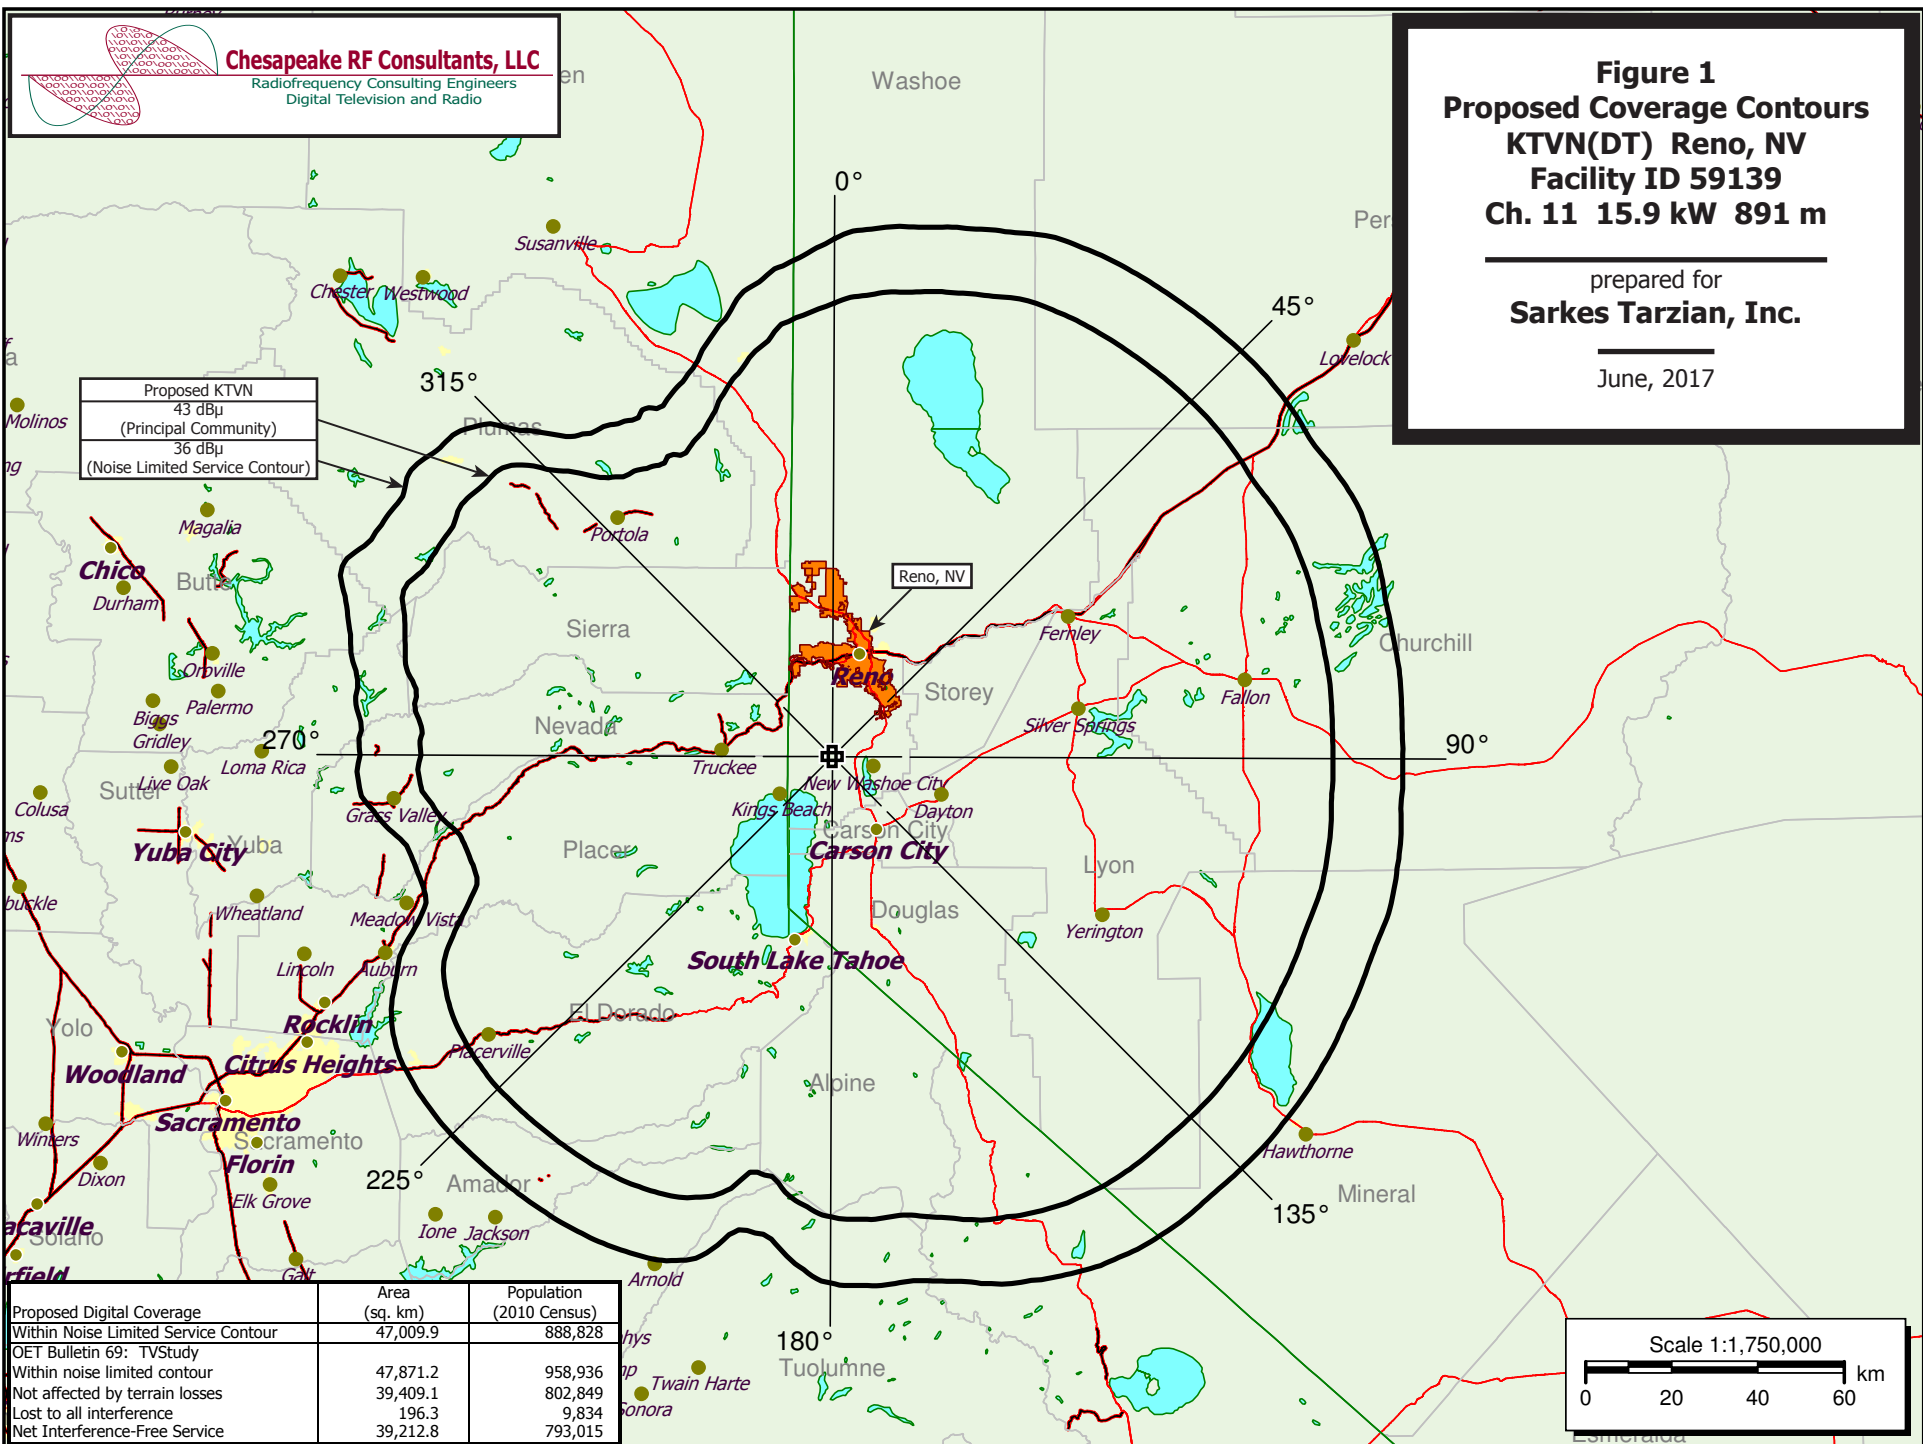 Chesapeake RF Consultants, LLC
Radiofrequency Consulting Engineers
Digital Television and Radio
Figure 1
Proposed Coverage Contours
KTVN(DT) Reno, NV
Facility ID 59139
Ch. 11 15.9 kW 891 m
prepared for
Sarkes Tarzian, Inc.
June, 2017
Washoe
0°
Susanville
45°
Chester
Westwood
Lovelock
315°
Proposed KTVN
43 dBµ
(Principal Community)
36 dBµ
(Noise Limited Service Contour)
Plumas
Molinos
Magalia
Portola
Chico
Butte
Durham
Reno, NV
Sierra
Fernley
Churchill
Oroville
Reno
Storey
Fallon
Palermo
Biggs
Gridley
Nevada
Silver Springs
270°
Loma Rica
Truckee
90°
Live Oak
Sutter
Colusa
Grass Valley
Kings Beach
New Washoe City
Dayton
Yuba City
Yuba
Placer
Carson City
Carson City
Lyon
Wheatland
Meadow Vista
Douglas
Yerington
Lincoln
Auburn
South Lake Tahoe
Yolo
Rocklin
El Dorado
Citrus Heights
Placerville
Woodland
Alpine
Sacramento
Winters
Sacramento
Florin
Hawthorne
Dixon
Elk Grove
225°
Amador
Mineral
135°
Ione
Jackson
Solano
Galt
Arnold
Proposed Digital Coverage Area (sq. km) Population (2010 Census)
Within Noise Limited Service Contour 47,009.9 888,828
OET Bulletin 69: TVStudy
Within noise limited contour 47,871.2 958,936
Not affected by terrain losses 39,409.1 802,849
Lost to all interference 196.3 9,834
Net Interference-Free Service 39,212.8 793,015
180°
Tuolumne
Twain Harte
Sonora
Scale 1:1,750,000
km
0 20 40 60
Esmeralda